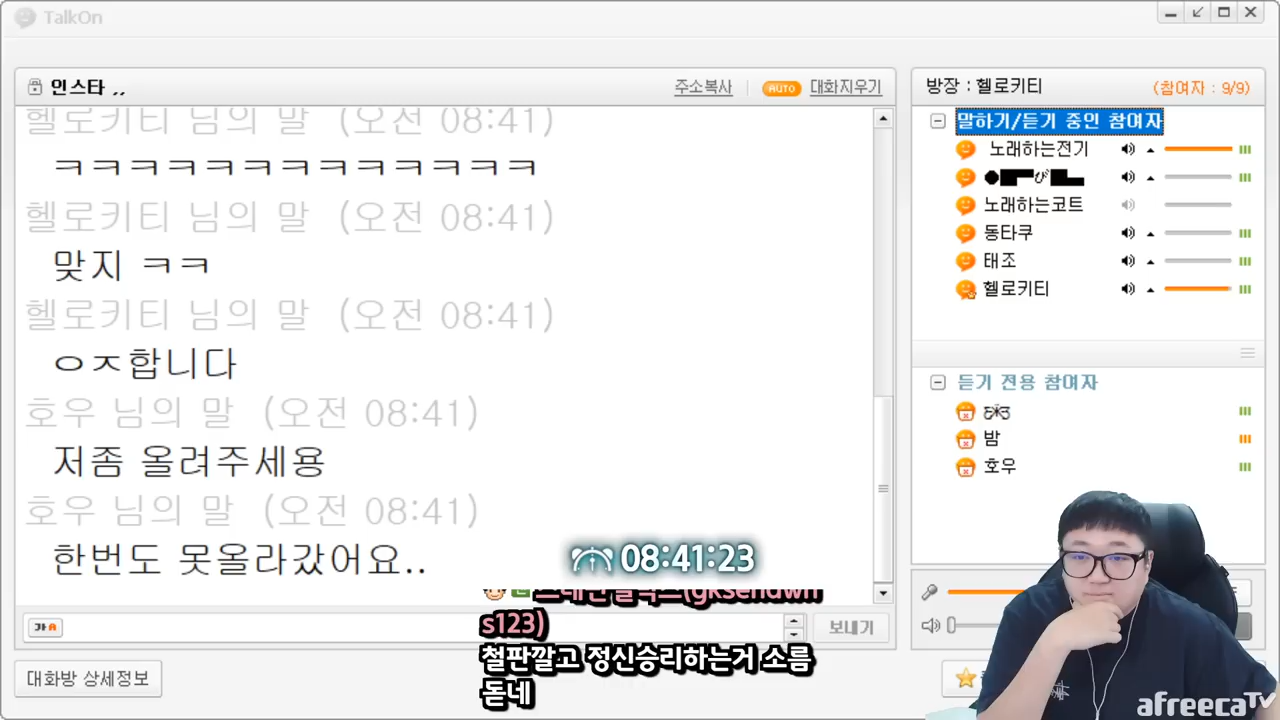 TalkOn
인스타 ,,
주소복사
AUTO
대화지우기
헬로키티 님의 말 (오전 08:41)
ㅋㅋㅋㅋㅋㅋㅋㅋㅋㅋㅋㅋㅋ
헬로키티 님의 말 (오전 08:41)
맞지 ㅋㅋ
헬로키티 님의 말 (오전 08:41)
ㅇㅈ합니다
호우 님의 말 (오전 08:41)
저좀 올려주세용
호우 님의 말 (오전 08:41)
한번도 못올라갔어요..
08:41:23
s123)
철판깔고 정신승리하는거 소름
돋네
가A
보내기
대화방 상세정보
방장 : 헬로키티
(참여자 : 9/9)
말하기/듣기 중인 참여자
노래하는전기
노래하는코트
동타쿠
태조
헬로키티
듣기 전용 참여자
밤
호우
afreecaTV